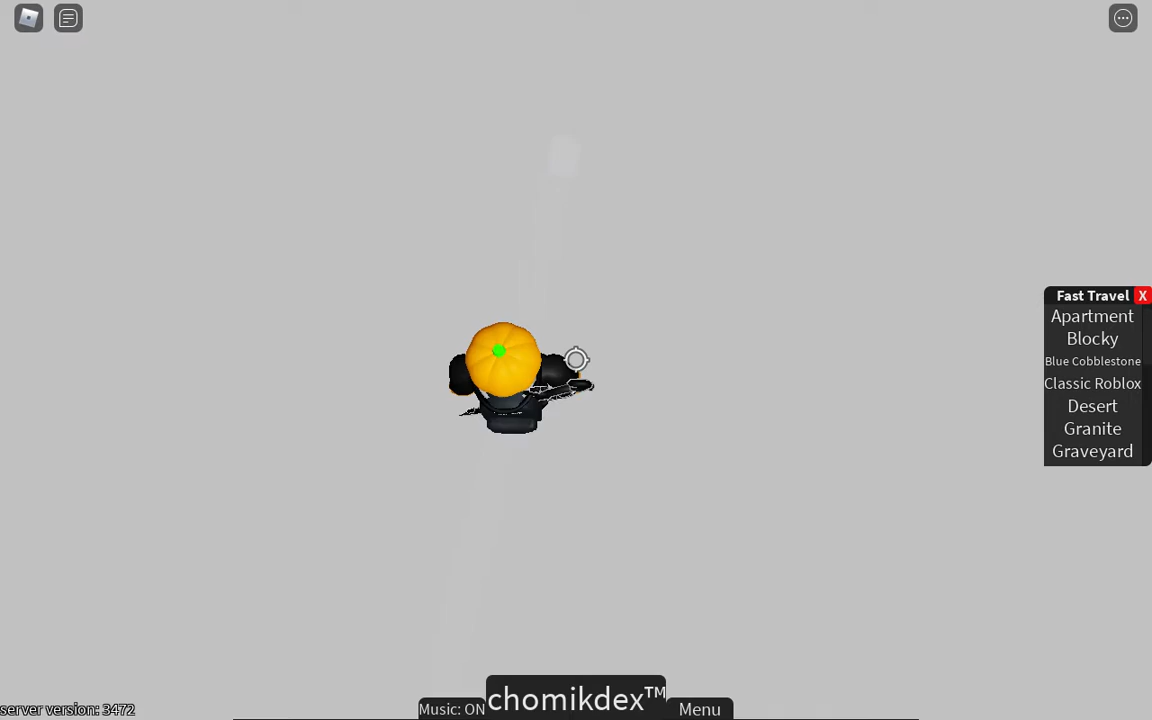 Fast Travel X
Apartment
Blocky
Blue Cobblestone
Classic Roblox
Desert
Granite
Graveyard
chomikdex™
Music: ON
Menu
server version: 3472